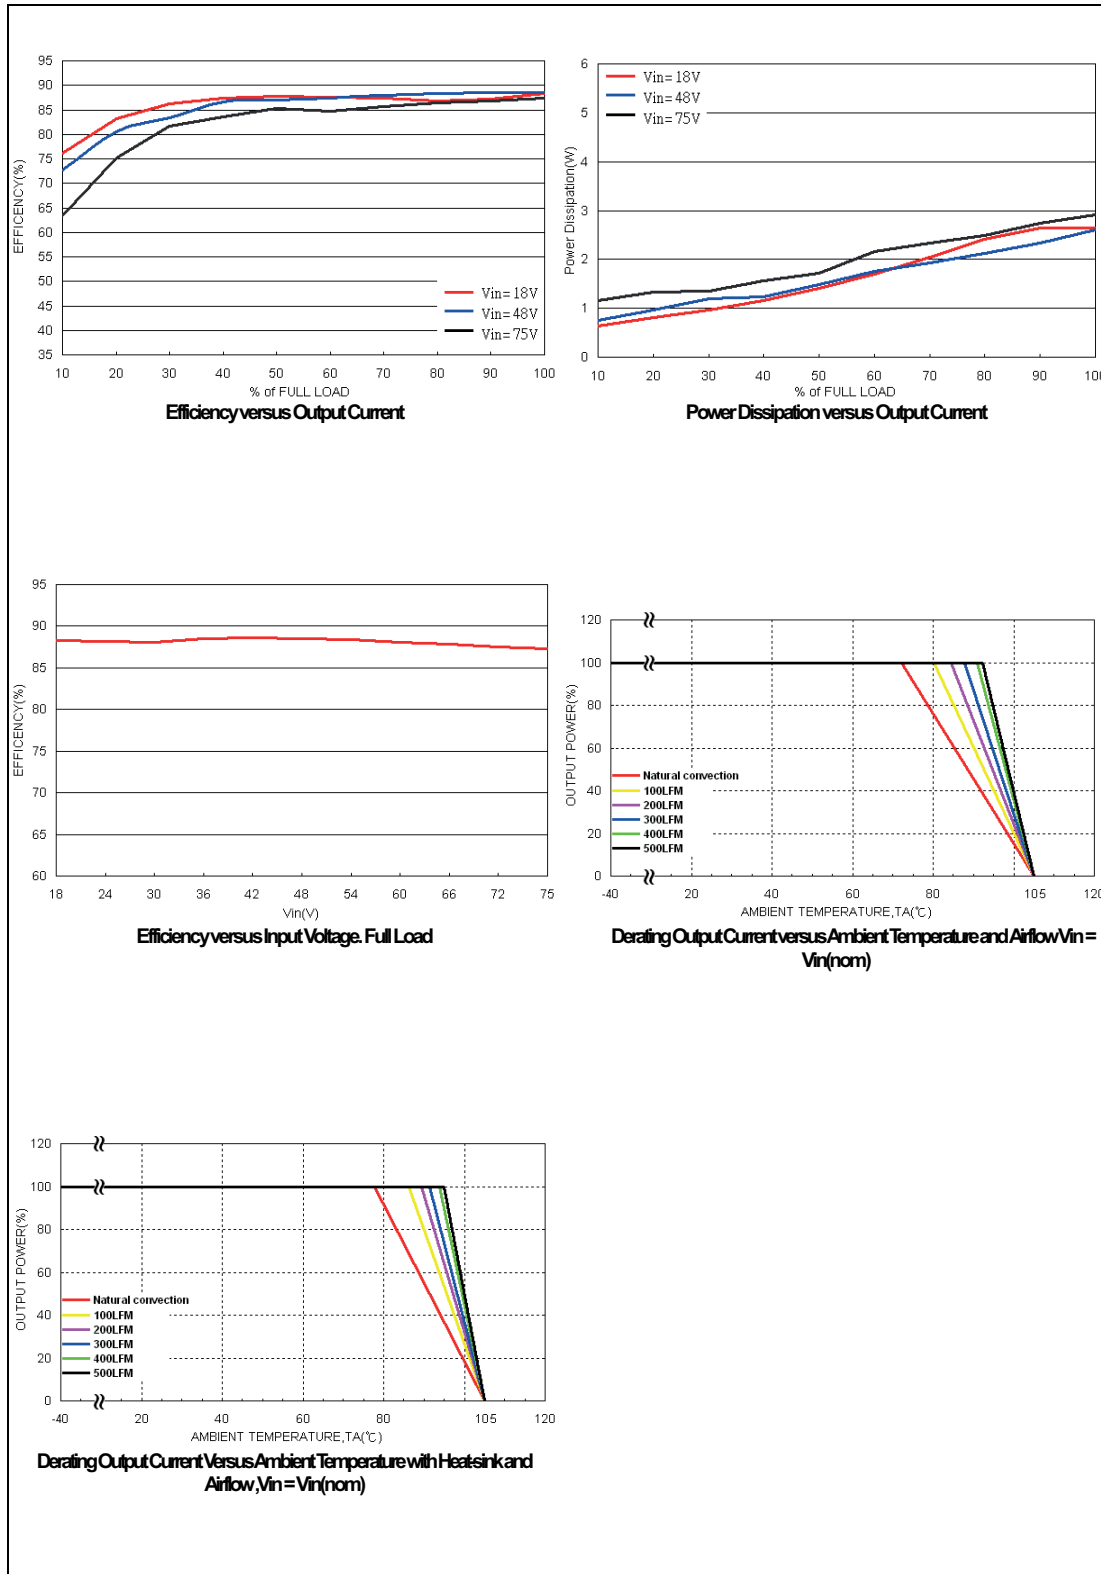 95
90
85
80
75
70
65
60
55
50
45
40
35
EFFICENCY(%)
Vin= 18V
Vin= 48V
Vin= 75V
10 20 30 40 50 60 70 80 90 100
% of FULL LOAD
Efficiency versus Output Current
6
5
4
3
2
1
0
Power Dissipation(W)
Vin= 18V
Vin= 48V
Vin= 75V
10 20 30 40 50 60 70 80 90 100
% of FULL LOAD
Power Dissipation versus Output Current
95
90
85
80
75
70
65
60
EFFICENCY(%)
18 24 30 36 42 48 54 60 66 72 75
Vin(V)
Efficiency versus Input Voltage. Full Load
120
100
80
60
40
20
0
OUTPUT POWER(%)
Natural convection
100LFM
200LFM
300LFM
400LFM
500LFM
-40 20 40 60 80 105 120
AMBIENT TEMPERATURE,TA(℃)
Derating Output Current versus Ambient Temperature and Airflow Vin =
Vin(nom)
120
100
80
60
40
20
0
OUTPUT POWER(%)
Natural convection
100LFM
200LFM
300LFM
400LFM
500LFM
-40 20 40 60 80 105 120
AMBIENT TEMPERATURE,TA(℃)
Derating Output Current Versus Ambient Temperature with Heat-sink and
Airflow ,Vin = Vin(nom)